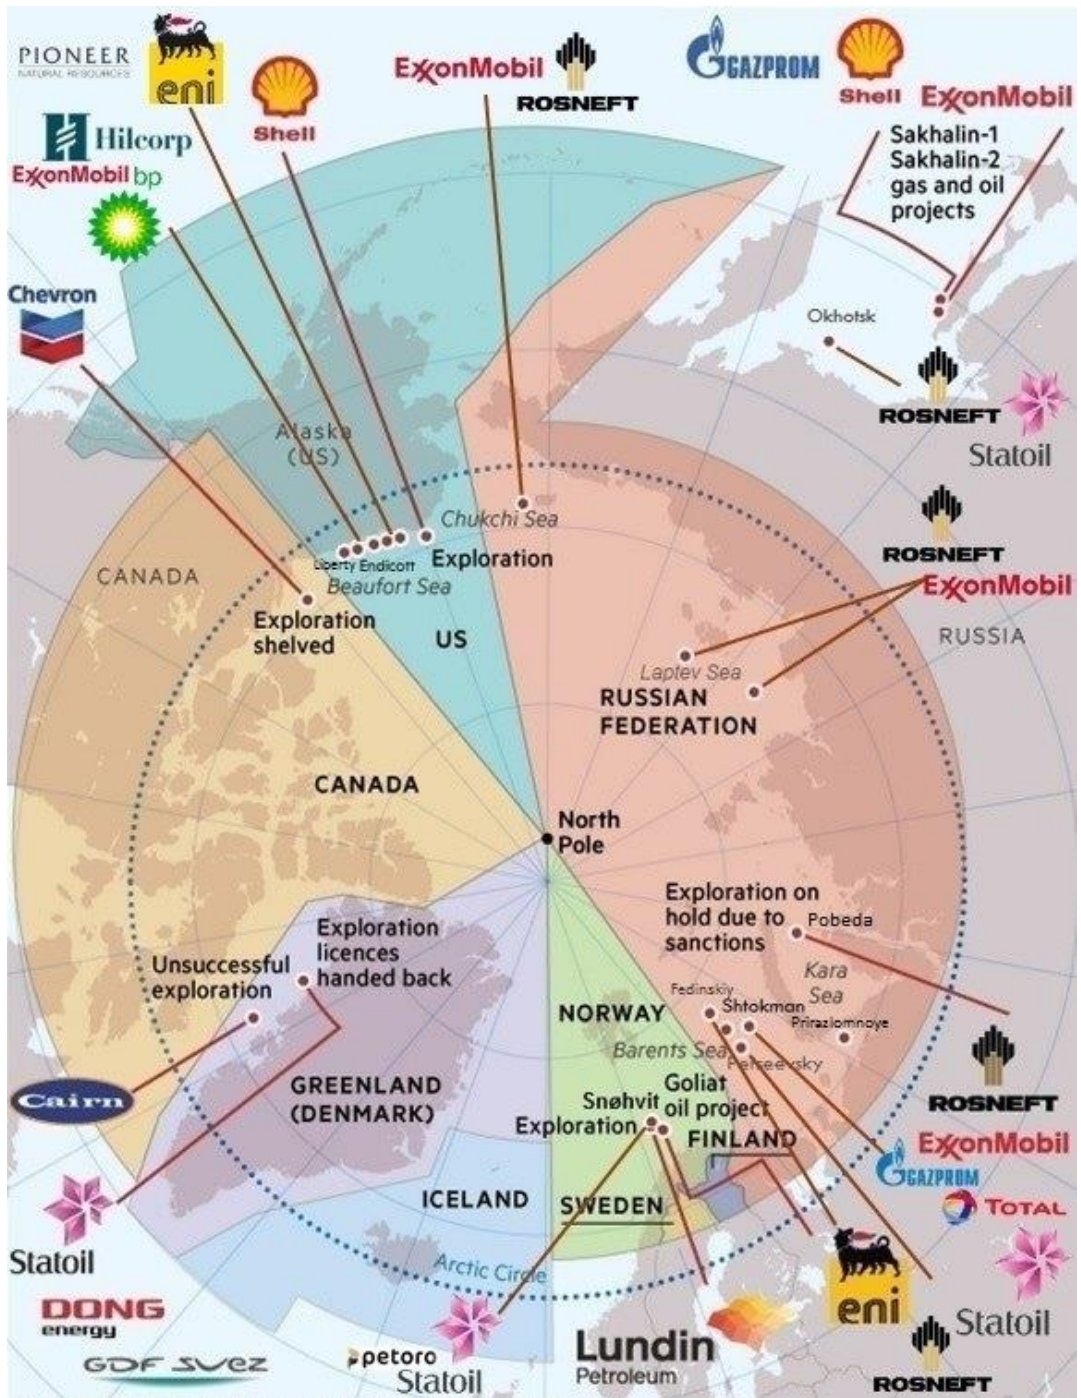 PIONEER
NATURAL RESOURCES
eni
Shell
ExxonMobil
ROSNEFT
GAZPROM
Shell
ExxonMobil
Hilcorp
ExxonMobil bp
Sakhalin-1
Sakhalin-2
gas and oil
projects
Chevron
Okhotsk
ROSNEFT
Statoil
Alaska
(US)
Chukchi Sea
ROSNEFT
ExxonMobil
CANADA
Liberty Endicott
Exploration
Beaufort Sea
Exploration
shelved
US
RUSSIA
Laptev Sea
RUSSIAN
FEDERATION
CANADA
North
Pole
Exploration on
hold due to
sanctions
Pobeda
Kara
Sea
Exploration
licences
handed back
Unsuccessful
exploration
Fedinskiy
NORWAY
Shtokman
Prirazlomnoye
Barents Sea
Perseevsky
Cairn
GREENLAND
(DENMARK)
Snøhvit
Goliat
oil project
Exploration
FINLAND
ROSNEFT
ExxonMobil
GAZPROM
ICELAND
SWEDEN
TOTAL
Statoil
Arctic Circle
eni
Statoil
DONG
energy
GDF SUEZ
petoro
Statoil
Lundin
Petroleum
ROSNEFT